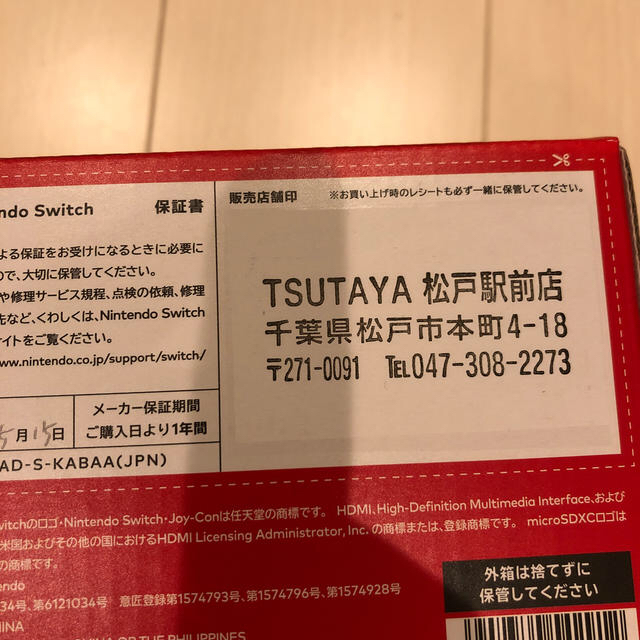 ndo Switch 保証書
よる保証をお受けになるときに必要に
ので、大切に保管してください。
や修理サービス規程、点検の依頼、修理
先など、くわしくは、Nintendo Switch
イトをご覧ください。
ww.nintendo.co.jp/support/switch/
5月15日
メーカー保証期間
ご購入日より1年間
AD-S-KABAA(JPN)
販売店舗印 ※お買い上げ時のレシートも必ず一緒に保管してください。
TSUTAYA 松戸駅前店
千葉県松戸市本町4-18
〒271-0091 TEL047-308-2273
witchのロゴ・Nintendo Switch・Joy-Conは任天堂の商標です。 HDMI、High-Definition Multimedia Interface、および
米国およびその他の国におけるHDMI Licensing Administrator, Inc. の商標または、登録商標です。 microSDXCロゴは
の商標です。
endo
34号、第6121034号 意匠登録第1574793号、第1574796号、第1574928号
HINA
CHINA OR THE PHILIPPINES
外箱は捨てずに
保管してください